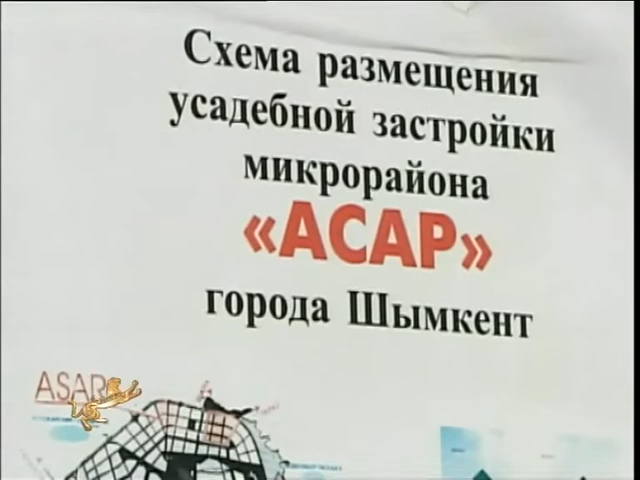 Схема размещения
усадебной застройки
микрорайона
«АСАР»
города Шымкент
ASAR